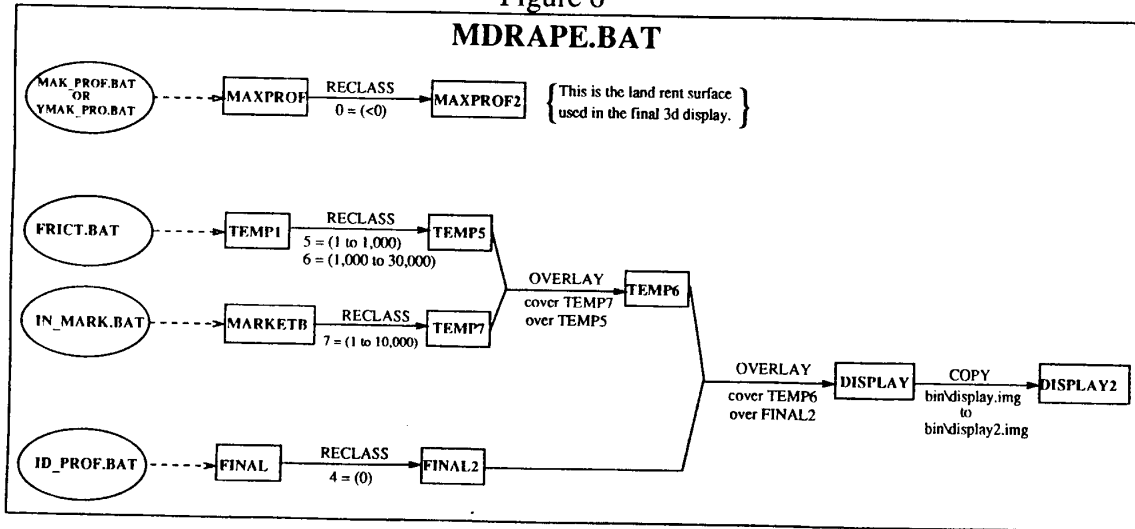 Figure 6
MDRAPE.BAT
MAK_PROF.BAT
OR
YMAK_PRO.BAT
MAXPROF
RECLASS
0 = (<0)
MAXPROF2
This is the land rent surface
used in the final 3d display.
FRICT.BAT
TEMP1
RECLASS
5 = (1 to 1,000)
6 = (1,000 to 30,000)
TEMP5
OVERLAY
cover TEMP7
over TEMP5
TEMP6
IN_MARK.BAT
MARKETB
RECLASS
7 = (1 to 10,000)
TEMP7
OVERLAY
cover TEMP6
over FINAL2
DISPLAY
COPY
bin\display.img
to
bin\display2.img
DISPLAY2
ID_PROF.BAT
FINAL
RECLASS
4 = (0)
FINAL2